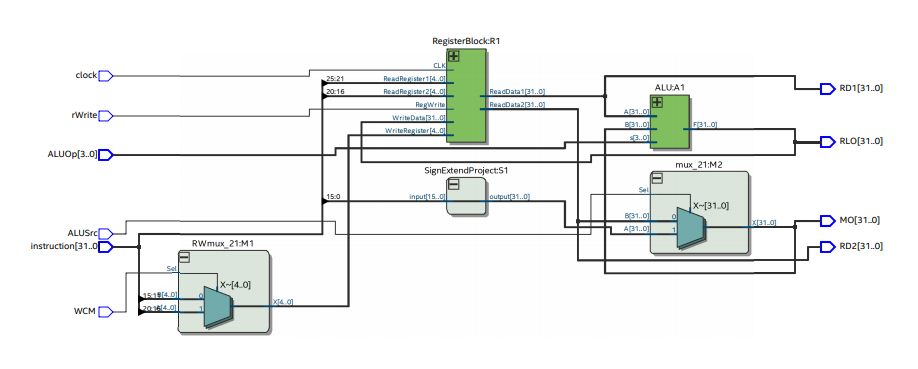 RegisterBlock:R1
clock
CLK
25:21
ReadRegister1[4..0]
20:16
ReadRegister2[4..0]
ReadData1[31..0]
rWrite
RegWrite
ReadData2[31..0]
WriteData[31..0]
WriteRegister[4..0]
ALUOp[3..0]
ALU:A1
A[31..0]
B[31..0]
F[31..0]
s[3..0]
RD1[31..0]
RLO[31..0]
SignExtendProject:S1
15:0
input[15..0]
output[31..0]
mux_21:M2
Sel
X~[31..0]
B[31..0]
0
A[31..0]
1
X[31..0]
MO[31..0]
RD2[31..0]
ALUSrc
instruction[31..0
RWmux_21:M1
Sel
X~[4..0]
B[4..0]
0
1
X[4..0]
WCM